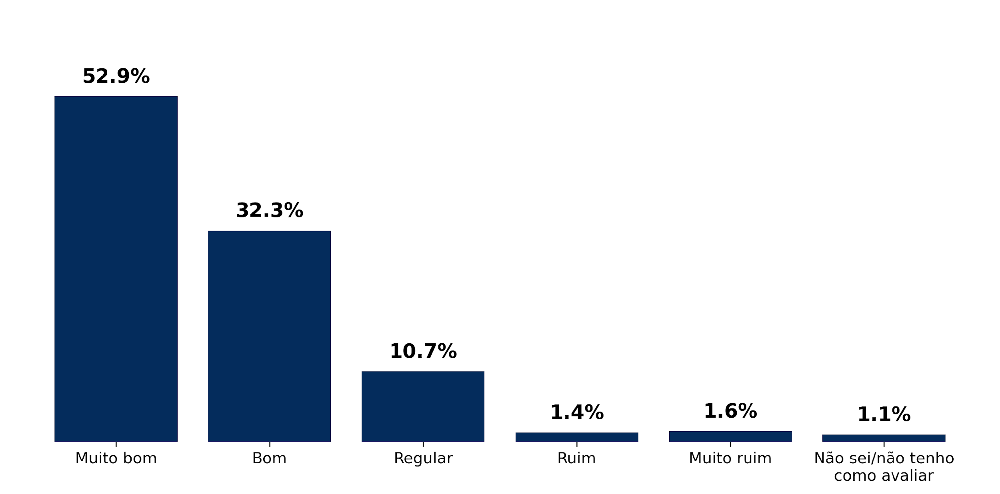 52.9%
32.3%
10.7%
1.4%
1.6%
1.1%
Muito bom
Bom
Regular
Ruim
Muito ruim
Não sei/não tenho
como avaliar